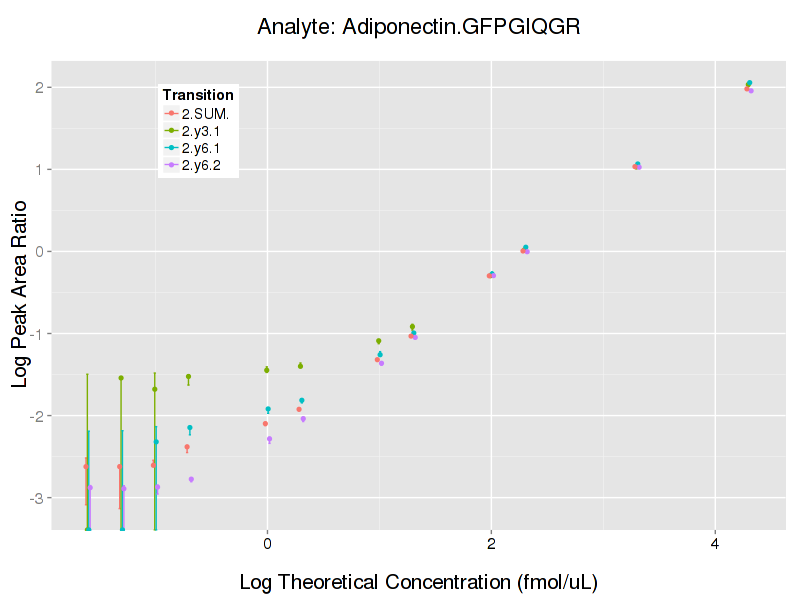 Analyte: Adiponectin.GFPGIQGR
Transition
2.SUM.
2.y3.1
2.y6.1
2.y6.2
2
1
0
-1
-2
-3
Log Peak Area Ratio
0 2 4
Log Theoretical Concentration (fmol/uL)